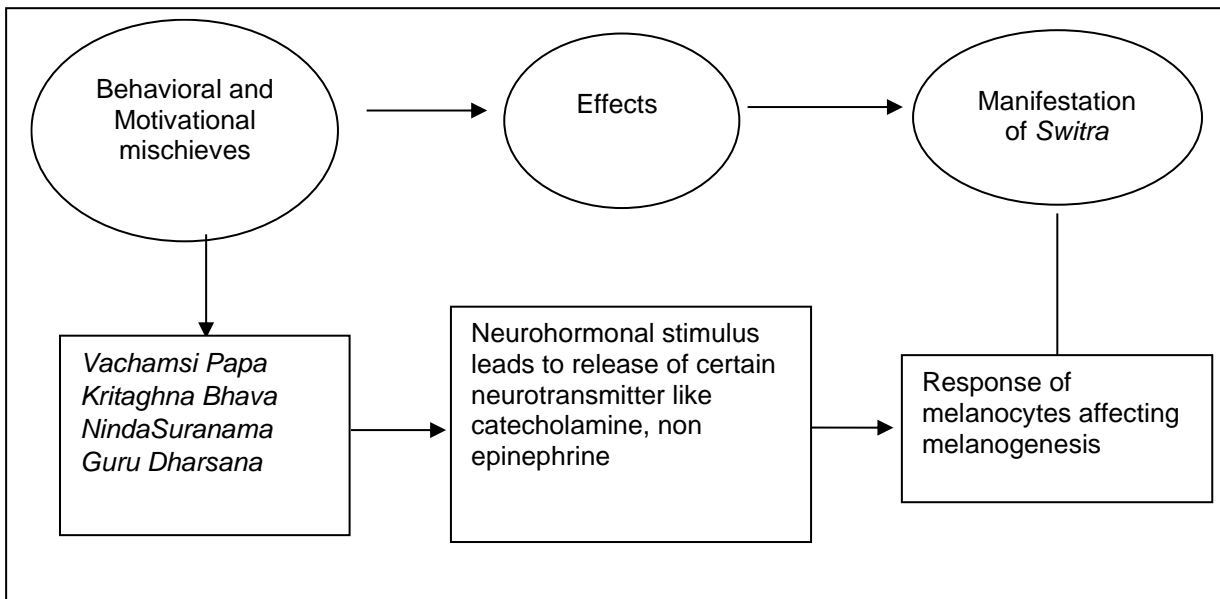 Behavioral and
Motivational
mischieves
Effects
Manifestation
of Switra
Vachamsi Papa
Kritaghna Bhava
NindaSuranama
Guru Dharsana
Neurohormonal stimulus
leads to release of certain
neurotransmitter like
catecholamine, non
epinephrine
Response of
melanocytes affecting
melanogenesis